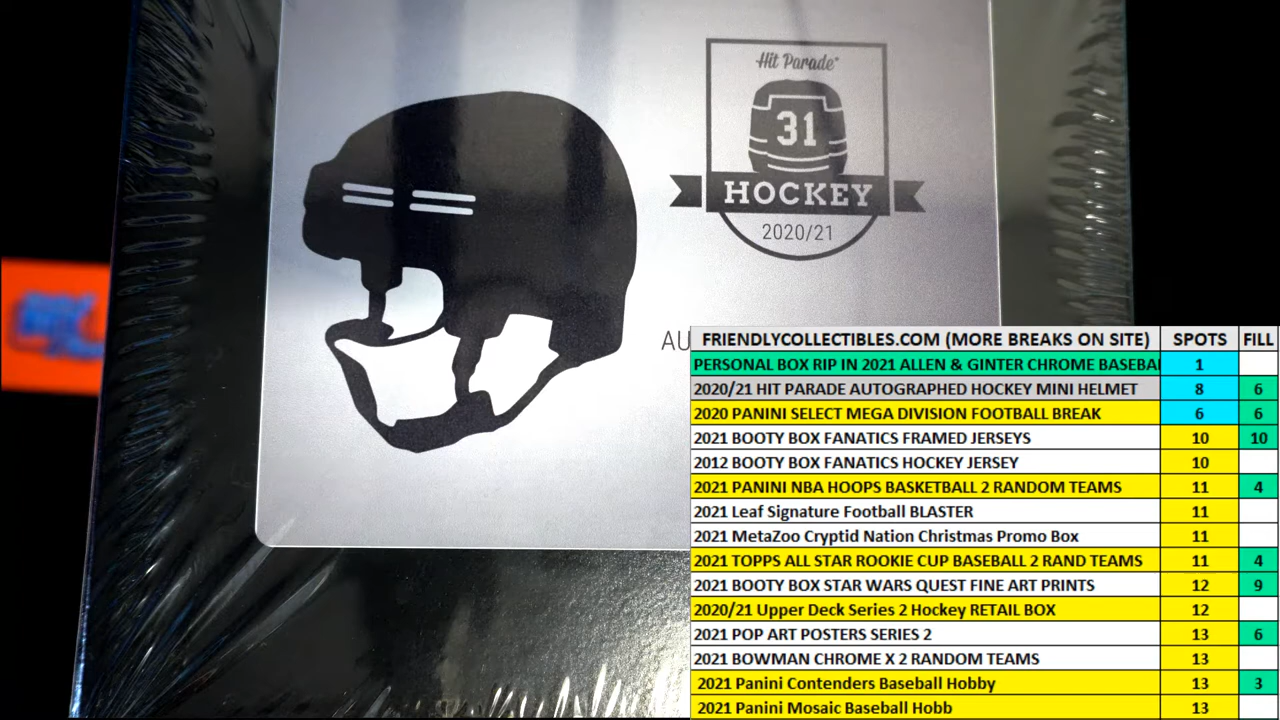 Hit Parade
31
HOCKEY
2020/21
AU
FRIENDLYCOLLECTIBLES.COM (MORE BREAKS ON SITE) SPOTS FILL
PERSONAL BOX RIP IN 2021 ALLEN & GINTER CHROME BASEBA 1
2020/21 HIT PARADE AUTOGRAPHED HOCKEY MINI HELMET 8 6
2020 PANINI SELECT MEGA DIVISION FOOTBALL BREAK 6 6
2021 BOOTY BOX FANATICS FRAMED JERSEYS 10 10
2012 BOOTY BOX FANATICS HOCKEY JERSEY 10
2021 PANINI NBA HOOPS BASKETBALL 2 RANDOM TEAMS 11 4
2021 Leaf Signature Football BLASTER 11
2021 MetaZoo Cryptid Nation Christmas Promo Box 11
2021 TOPPS ALL STAR ROOKIE CUP BASEBALL 2 RAND TEAMS 11 4
2021 BOOTY BOX STAR WARS QUEST FINE ART PRINTS 12 9
2020/21 Upper Deck Series 2 Hockey RETAIL BOX 12
2021 POP ART POSTERS SERIES 2 13 6
2021 BOWMAN CHROME X 2 RANDOM TEAMS 13
2021 Panini Contenders Baseball Hobby 13 3
2021 Panini Mosaic Baseball Hobb 13